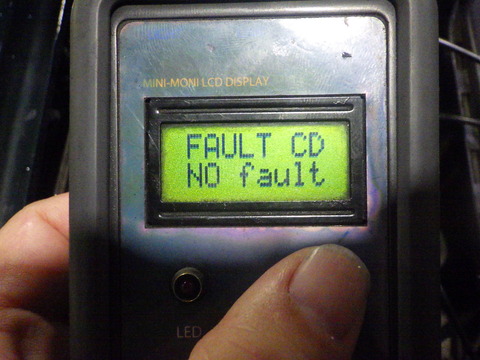 MINI-MONI LCD DISPLAY
FAULT CD
NO fault
LED